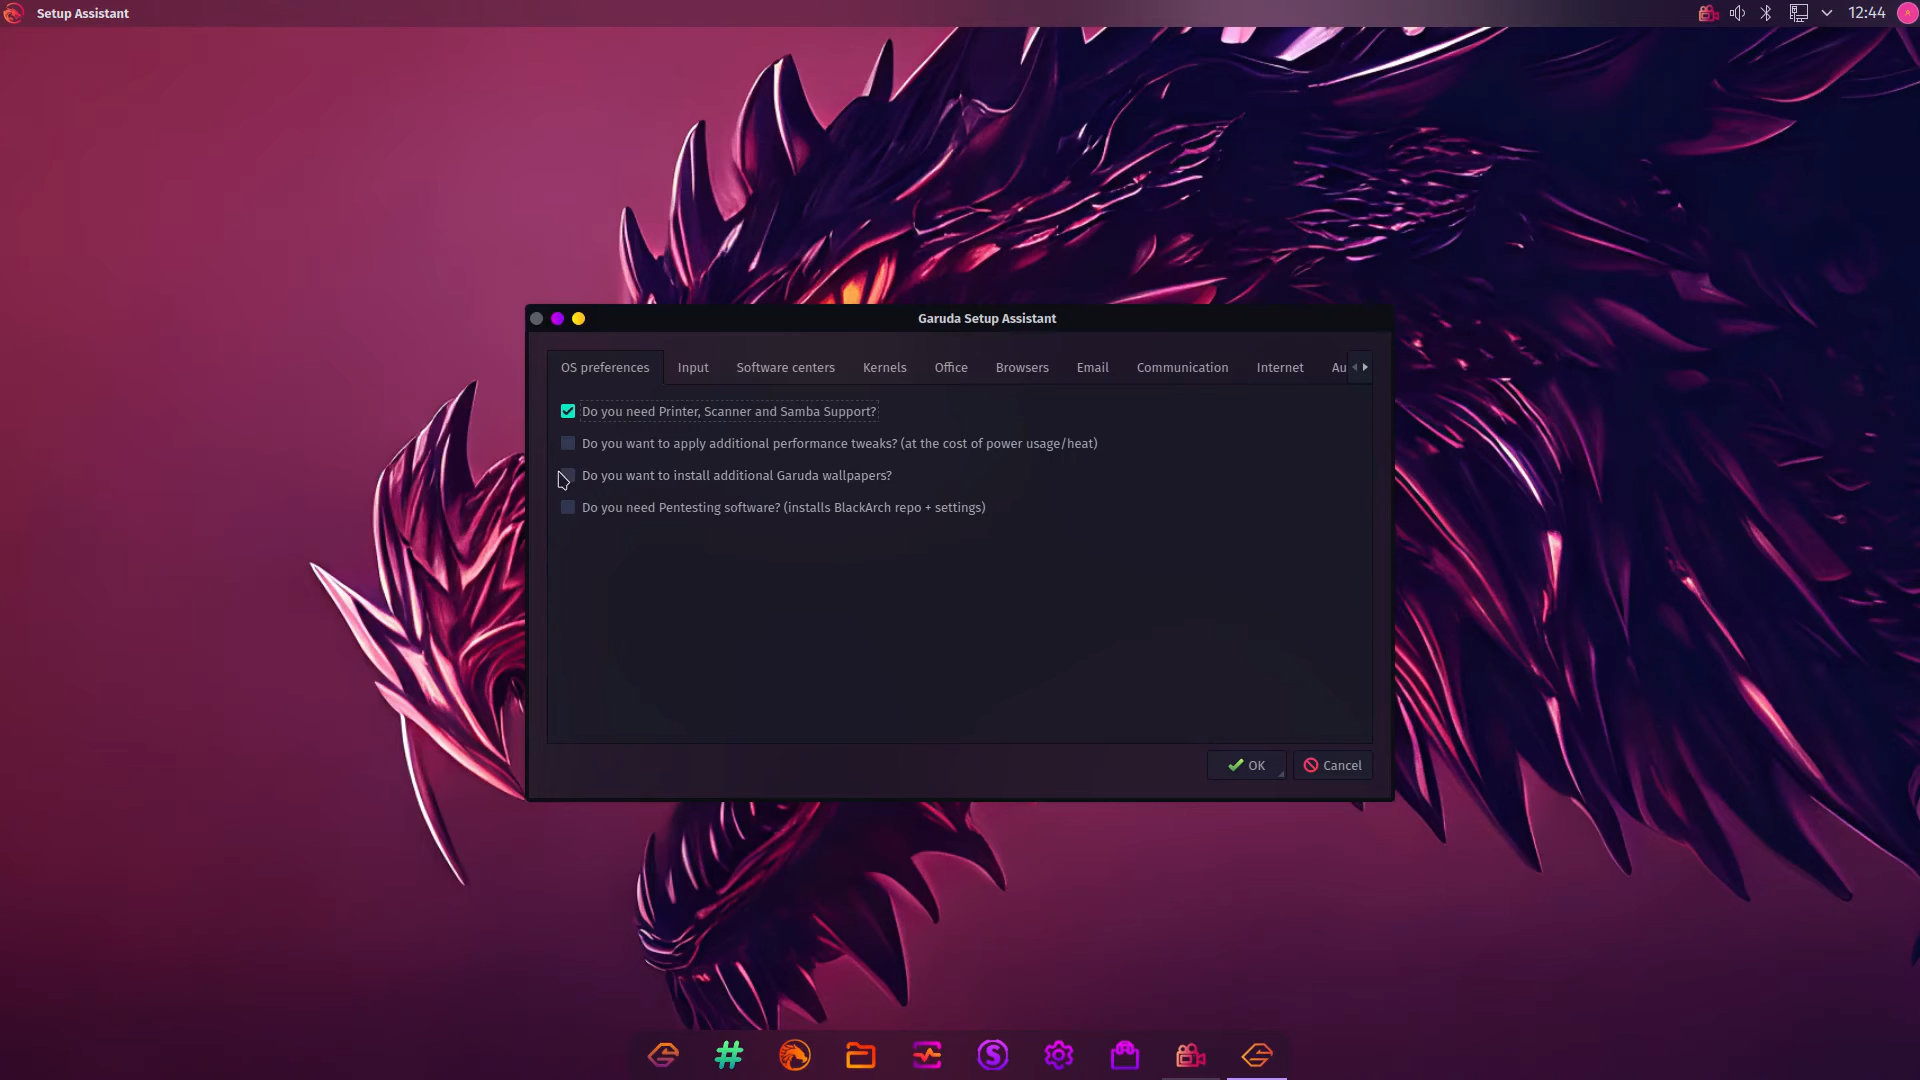 Setup Assistant
12:44
Garuda Setup Assistant
OS preferences Input Software centers Kernels Office Browsers Email Communication Internet Au
Do you need Printer, Scanner and Samba Support?
Do you want to apply additional performance tweaks? (at the cost of power usage/heat)
Do you want to install additional Garuda wallpapers?
Do you need Pentesting software? (installs BlackArch repo + settings)
OK Cancel